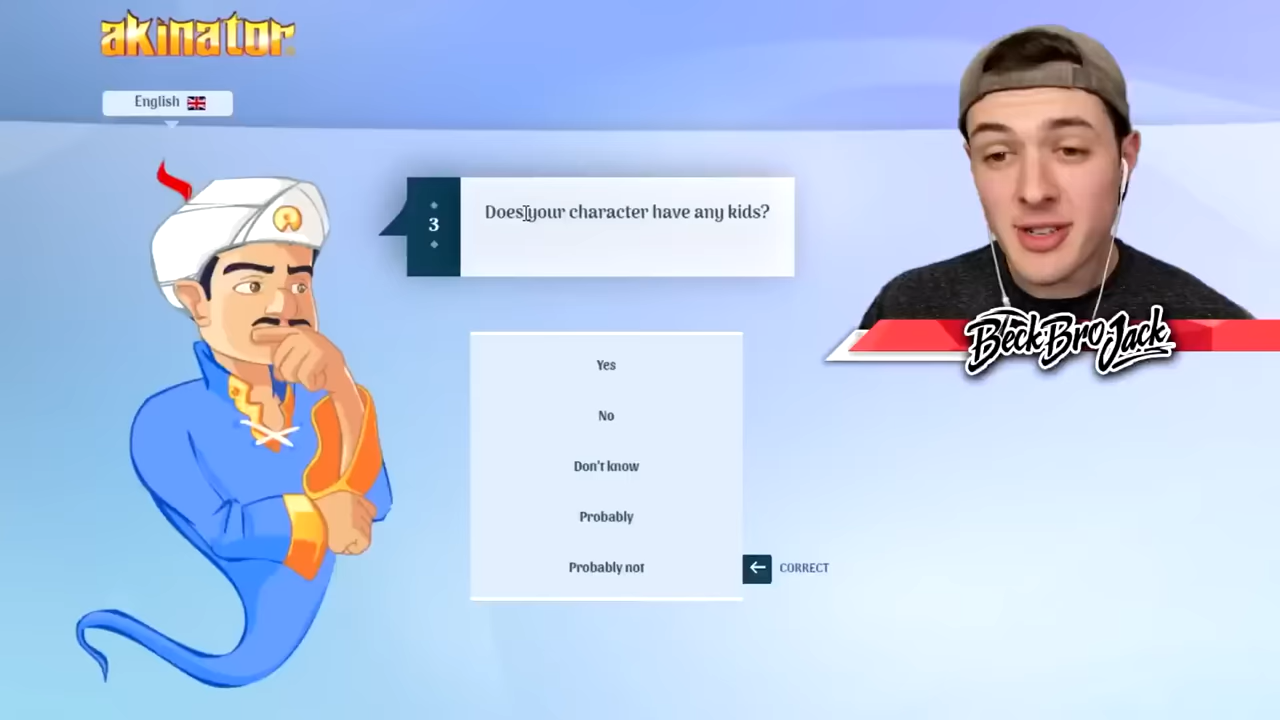 akinator
English
3
Does your character have any kids?
Yes
No
Don't know
Probably
Probably not
CORRECT
BeckBroJack